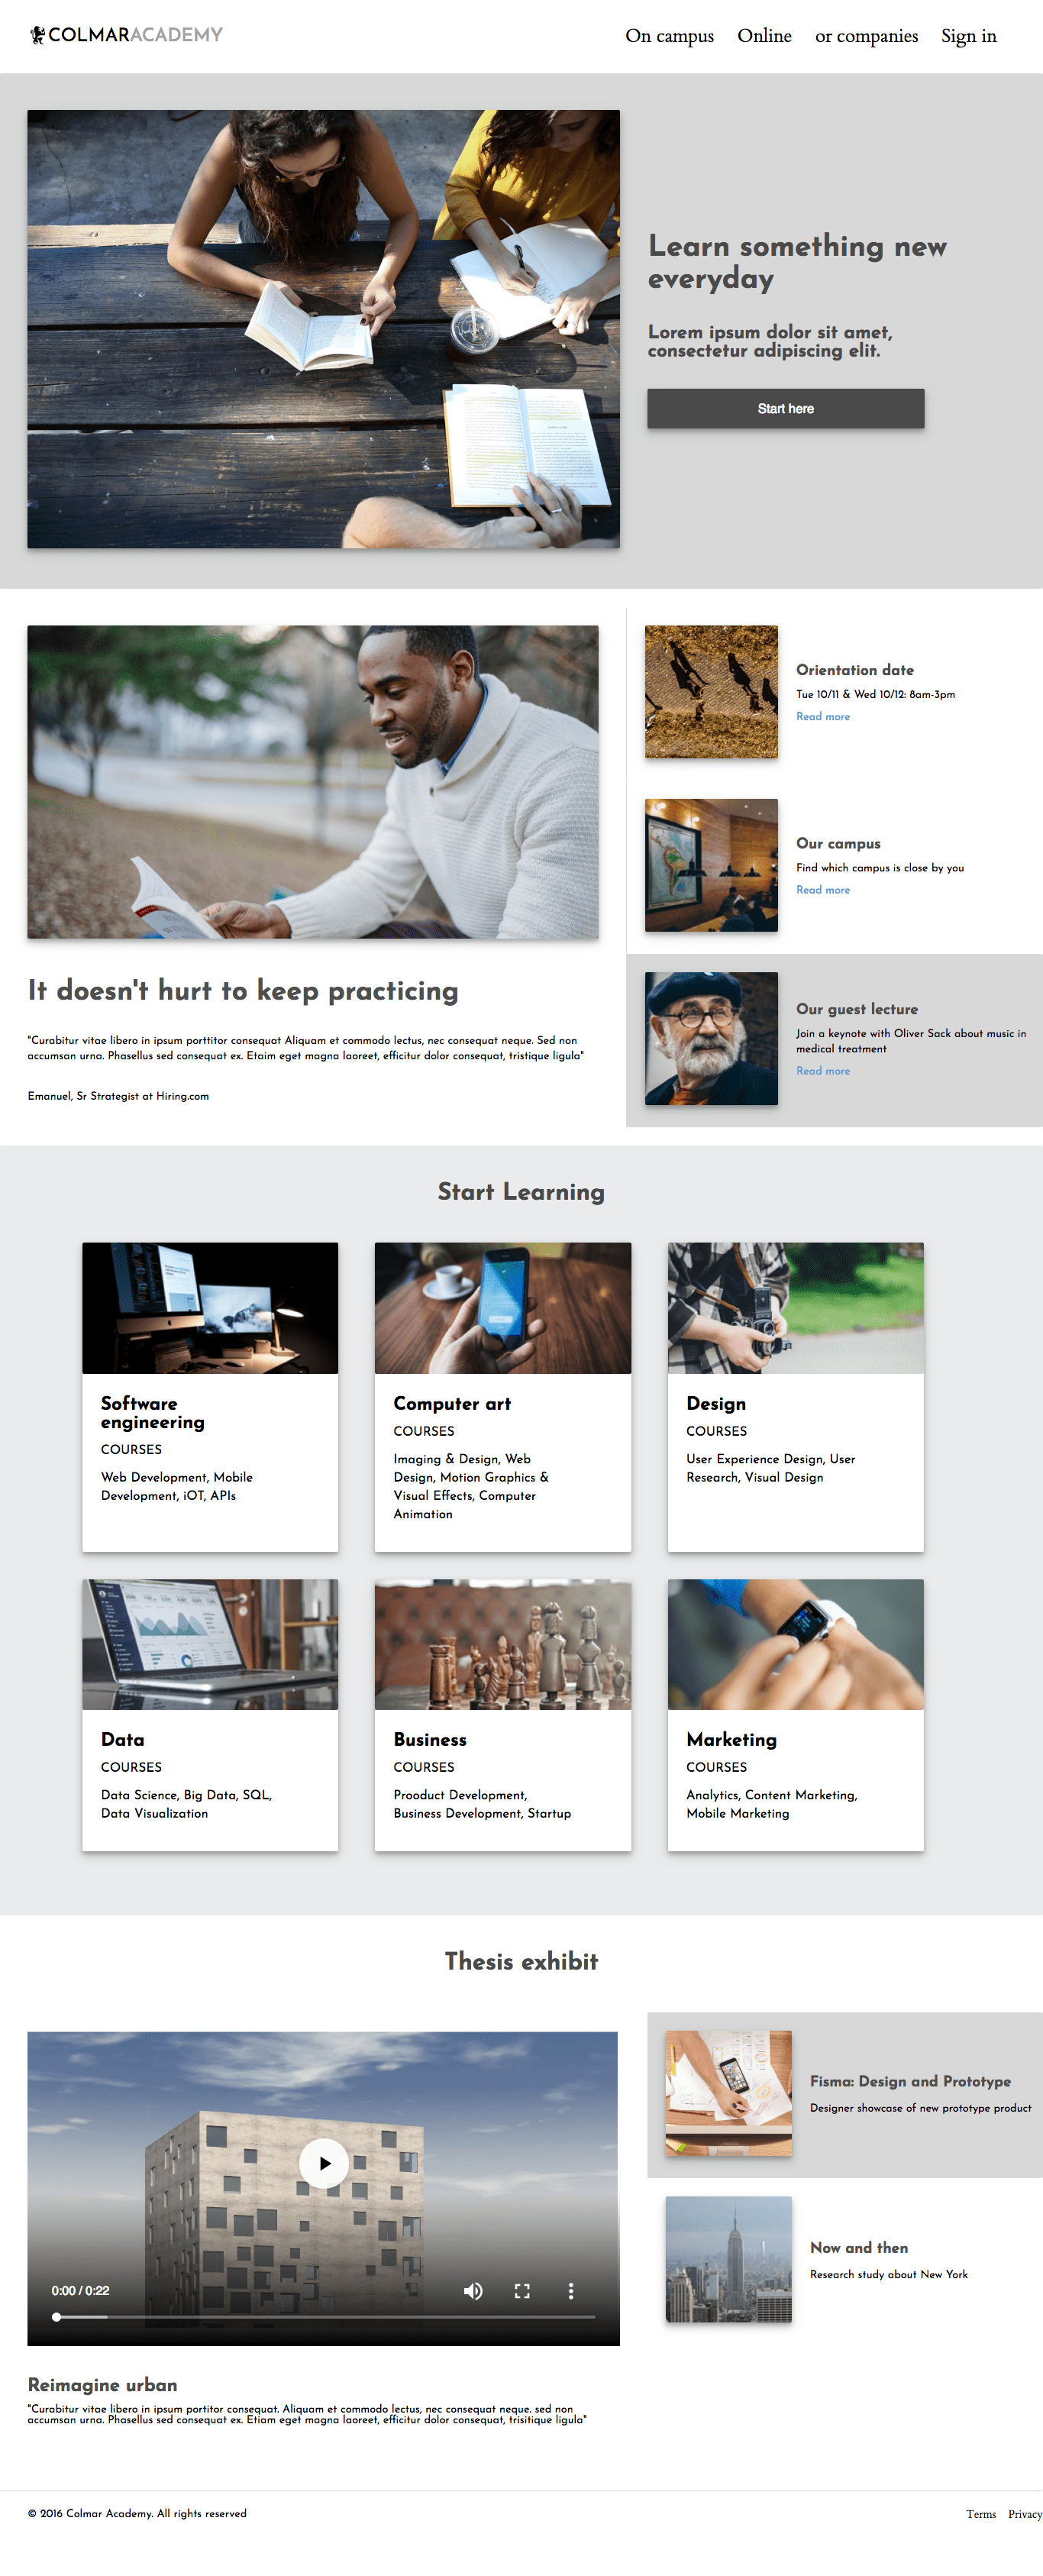 COLMARACADEMY
On campus Online or companies Sign in
Learn something new
everyday
Lorem ipsum dolor sit amet,
consectetur adipiscing elit.
Start here
Orientation date
Tue 10/11 & Wed 10/12: 8am-3pm
Read more
Our campus
Find which campus is close by you
Read more
Our guest lecture
Join a keynote with Oliver Sack about music in
medical treatment
Read more
It doesn't hurt to keep practicing
"Curabitur vitae libero in ipsum porttitor consequat Aliquam et commodo lectus, nec consequat neque. Sed non
accumsan urna. Phasellus sed consequat ex. Etaim eget magna laoreet, efficitur dolor consequat, tristique ligula"
Emanuel, Sr Strategist at Hiring.com
Start Learning
Software
engineering
COURSES
Web Development, Mobile
Development, iOT, APIs
Computer art
COURSES
Imaging & Design, Web
Design, Motion Graphics &
Visual Effects, Computer
Animation
Design
COURSES
User Experience Design, User
Research, Visual Design
Data
COURSES
Data Science, Big Data, SQL,
Data Visualization
Business
COURSES
Prooduct Development,
Business Development, Startup
Marketing
COURSES
Analytics, Content Marketing,
Mobile Marketing
Thesis exhibit
0:00 / 0:22
Reimagine urban
"Curabitur vitae libero in ipsum portitor consequat. Aliquam et commodo lectus, nec consequat neque. sed non
accumsan urna. Phasellus sed consequat ex. Etiam eget magna laoreet, efficitur dolor consequat, trisitique ligula"
Fisma: Design and Prototype
Designer showcase of new prototype product
Now and then
Research study about New York
© 2016 Colmar Academy. All rights reserved
Terms Privacy